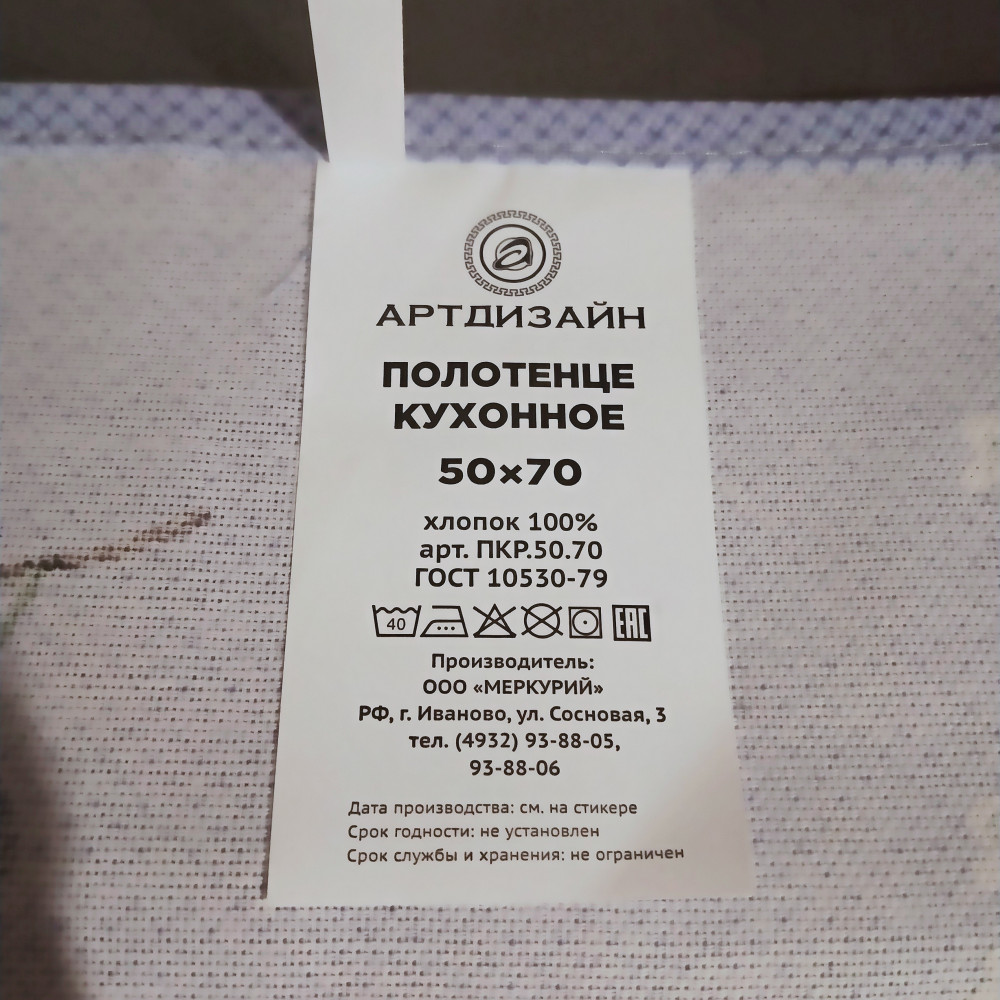 АРТДИЗАЙН
ПОЛОТЕНЦЕ
КУХОННОЕ
50×70
хлопок 100%
арт. ПКР.50.70
ГОСТ 10530-79
40 EAC
Производитель:
ООО «МЕРКУРИЙ»
РФ, г. Иваново, ул. Сосновая, 3
тел. (4932) 93-88-05,
93-88-06
Дата производства: см. на стикере
Срок годности: не установлен
Срок службы и хранения: не ограничен